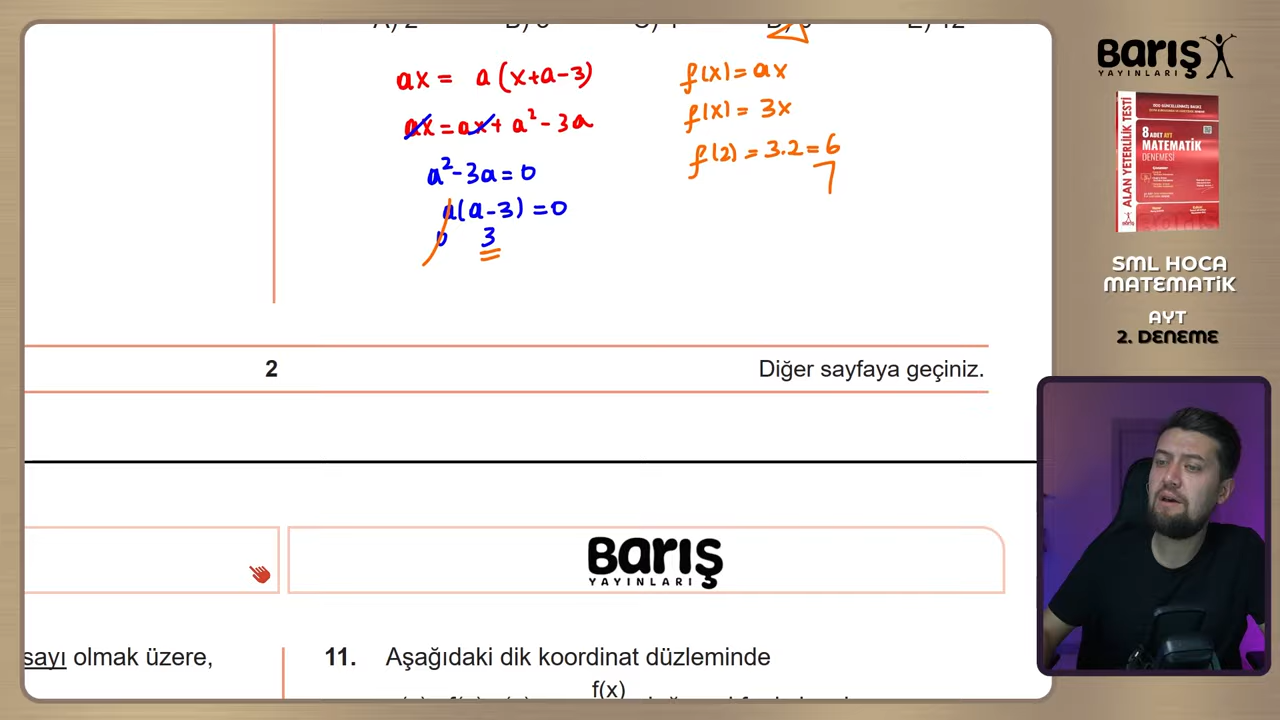 ax = a (x+a-3)
ax = ax + a² - 3a
a² - 3a = 0
a(a-3) = 0
0 3
f(x) = ax
f(x) = 3x
f(2) = 3.2 = 6
2
Diğer sayfaya geçiniz.
BARIŞ
YAYINLARI
sayı olmak üzere,
11. Aşağıdaki dik koordinat düzleminde
f(x)
BARIŞ
YAYINLARI
ALAN YETERLİLİK TESTİ
8 ADET AYT
MATEMATİK
DENEMESİ
BARIŞ
SML HOCA
MATEMATİK
AYT
2. DENEME